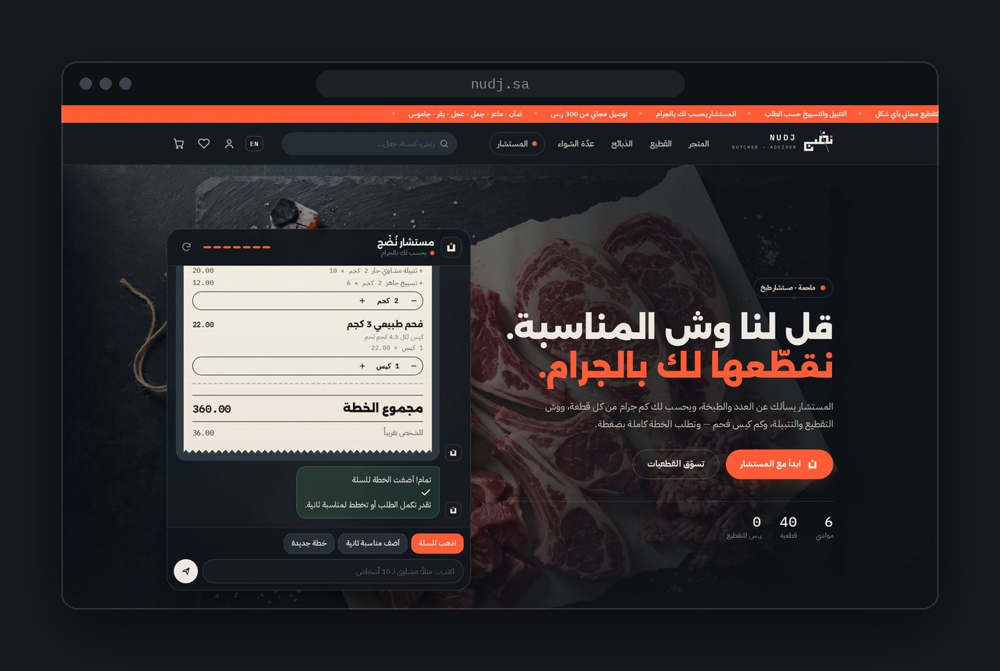 nudj.sa
لتقطيع مجاني بأي شكل × التتبيل والتسييخ حسب الطلب × المستشار يحسب لك بالجرام × توصيل مجاني من 300 ر.س × ضأن · ماعز · جمل · عجل · بقر · جاموس ×
نضج
NUDJ
BUTCHER · ADVISOR
المتجر
القطيع
الذبائح
عدّة الشواء
المستشار
ريش، كبسة، جمل...
EN
ملحمة · مستشار طبخ
قل لنا وش المناسبة.
نقطّعها لك بالجرام.
المستشار يسألك عن العدد والطبخة، ويحسب لك كم جرام من كل قطعة، ووش
التقطيع والتتبيلة، وكم كيس فحم — وتطلب الخطة كاملة بضغطة.
ابدأ مع المستشار
تسوّق القطعيات
6 40 0
مواشي قطعية ر.س للتقطيع
مستشار نُضْج
يحسب لك بالجرام
+ تتبيلة مشاوي حار 2 كجم × 10 20.00
+ تسييخ جاهز 2 كجم × 6 12.00
− 2 كجم +
فحم طبيعي 3 كجم 22.00
كيس لكل 4.5 كجم لحم
1 كيس × 22.00
− 1 كيس +
مجموع الخطة 360.00
للشخص تقريباً 36.00
تمام! أضفت الخطة للسلة
✓
تقدر تكمل الطلب أو تخطط لمناسبة ثانية.
اذهب للسلة
أضف مناسبة ثانية
خطة جديدة
اكتب... مثلاً: مشاوي لـ 10 أشخاص